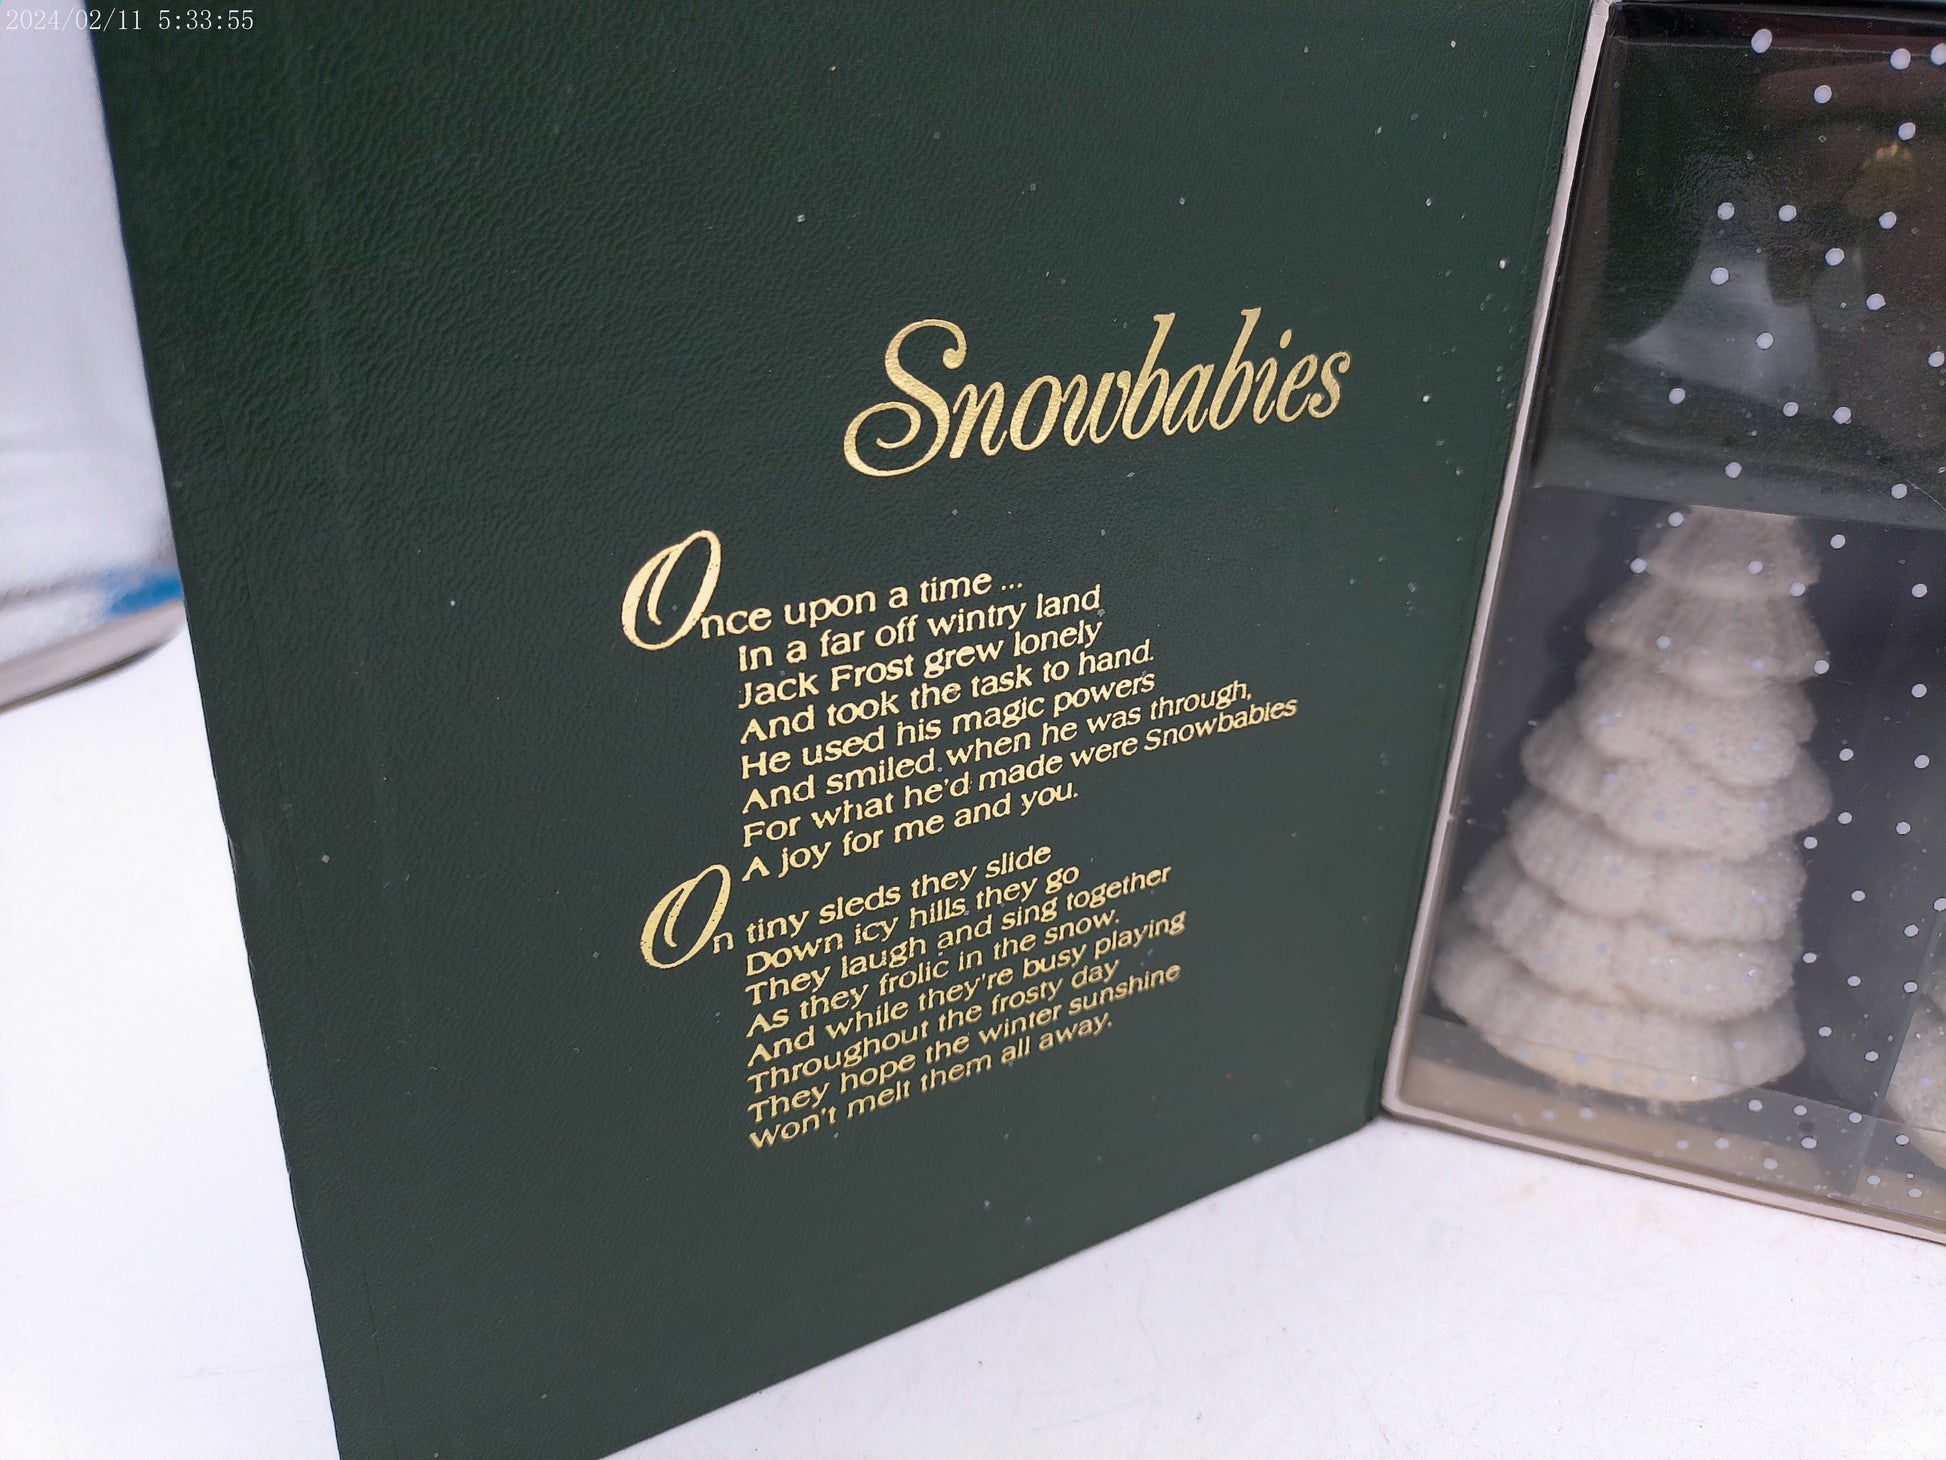 2024/02/11 5:33:55
Snowbabies
Once upon a time ...
In a far off wintry land
Jack Frost grew lonely
And took the task to hand.
He used his magic powers
And smiled when he was through,
For what he'd made were Snowbabies
A joy for me and you.
On tiny sleds they slide
Down icy hills they go
They laugh and sing together
As they frolic in the snow.
And while they're busy playing
Throughout the frosty day
They hope the winter sunshine
Won't melt them all away.